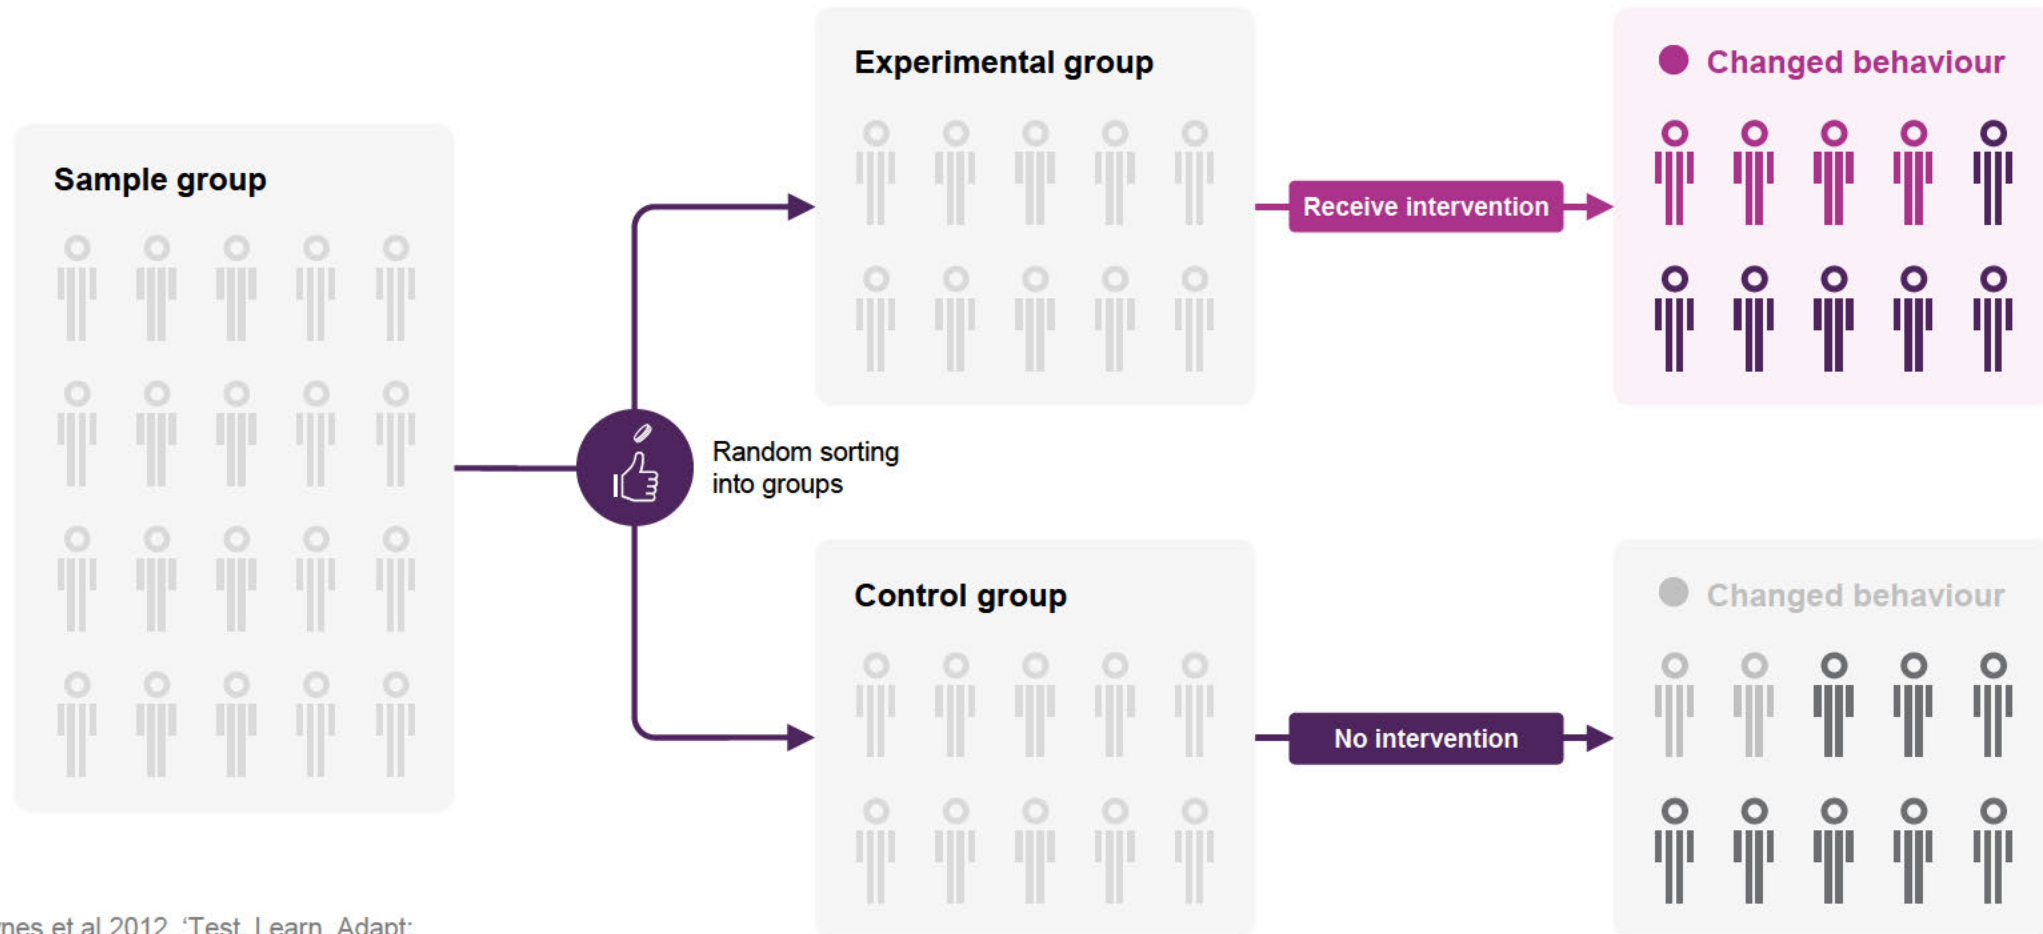 Sample group
Random sorting
into groups
Experimental group
Receive intervention
Changed behaviour
Control group
No intervention
Changed behaviour
et al 2012, ‘Test, Learn, Adapt: